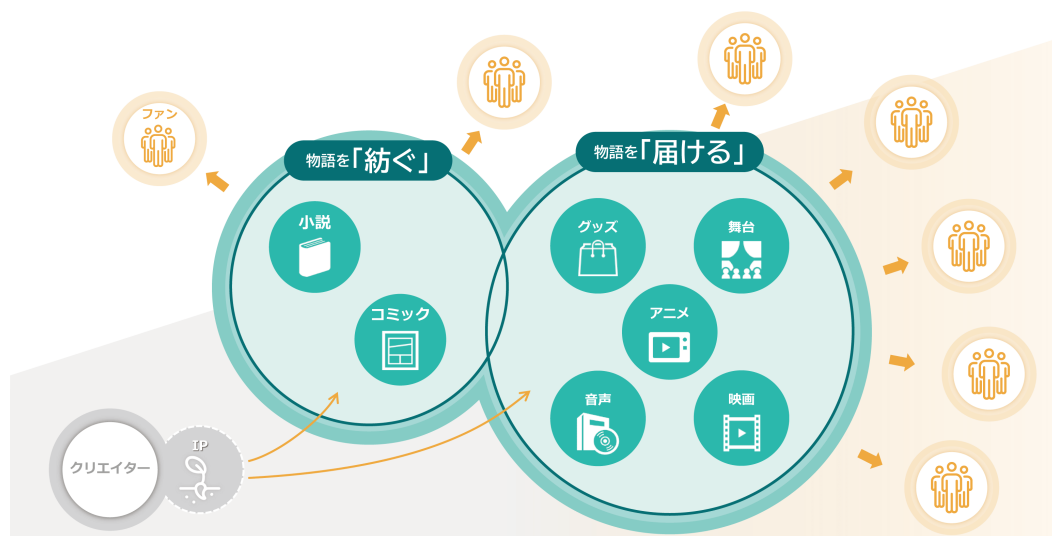 ファン
物語を「紡ぐ」
小説
コミック
物語を「届ける」
グッズ
舞台
アニメ
音声
映画
クリエイター
IP